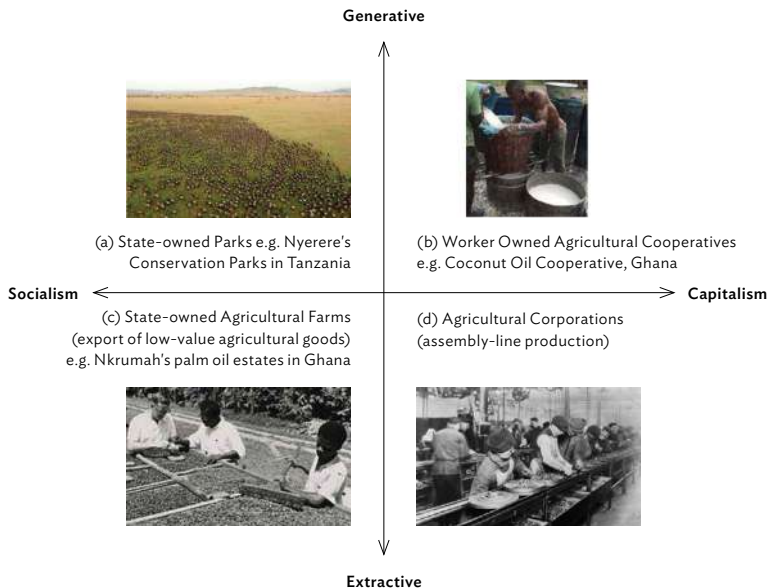 Generative
(a) State-owned Parks e.g. Nyerere's
Conservation Parks in Tanzania
(b) Worker Owned Agricultural Cooperatives
e.g. Coconut Oil Cooperative, Ghana
Socialism
Capitalism
(c) State-owned Agricultural Farms
(export of low-value agricultural goods)
e.g. Nkrumah's palm oil estates in Ghana
(d) Agricultural Corporations
(assembly-line production)
Extractive